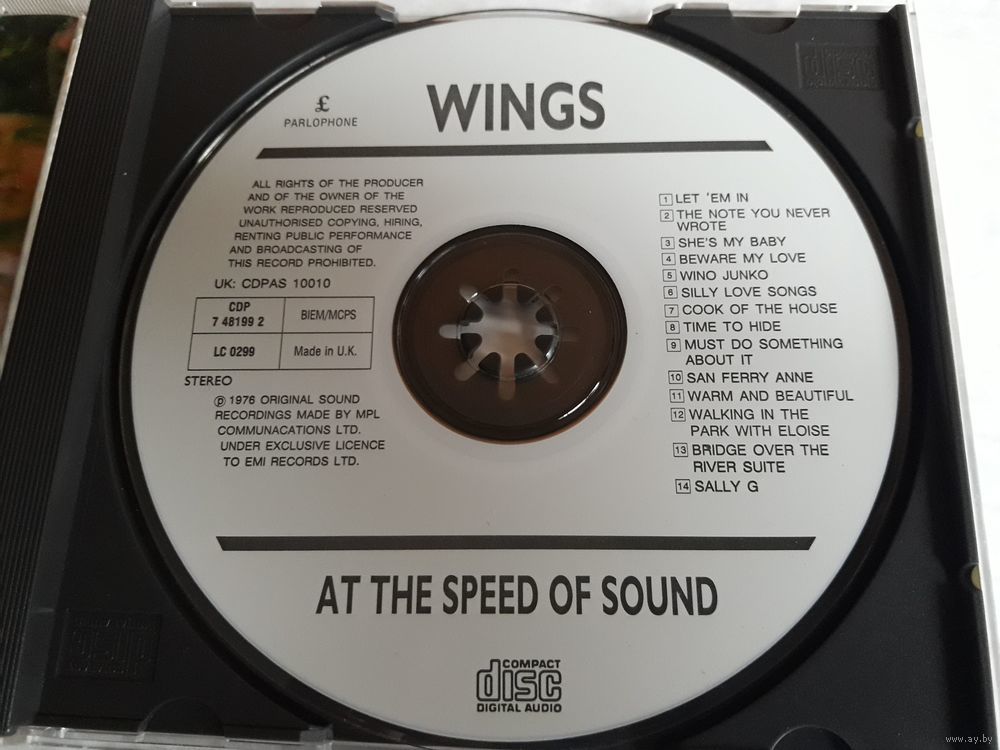 WINGS
£
PARLOPHONE
ALL RIGHTS OF THE PRODUCER
AND OF THE OWNER OF THE
WORK REPRODUCED RESERVED
UNAUTHORISED COPYING, HIRING,
RENTING PUBLIC PERFORMANCE
AND BROADCASTING OF
THIS RECORD PROHIBITED.
UK: CDPAS 10010
CDP
7 48199 2
BIEM/MCPS
LC 0299
Made in U.K.
STEREO
℗ 1976 ORIGINAL SOUND
RECORDINGS MADE BY MPL
COMMUNACATIONS LTD.
UNDER EXCLUSIVE LICENCE
TO EMI RECORDS LTD.
1 LET 'EM IN
2 THE NOTE YOU NEVER
WROTE
3 SHE'S MY BABY
4 BEWARE MY LOVE
5 WINO JUNKO
6 SILLY LOVE SONGS
7 COOK OF THE HOUSE
8 TIME TO HIDE
9 MUST DO SOMETHING
ABOUT IT
10 SAN FERRY ANNE
11 WARM AND BEAUTIFUL
12 WALKING IN THE
PARK WITH ELOISE
13 BRIDGE OVER THE
RIVER SUITE
14 SALLY G
AT THE SPEED OF SOUND
COMPACT
disc
DIGITAL AUDIO
www.ay.by